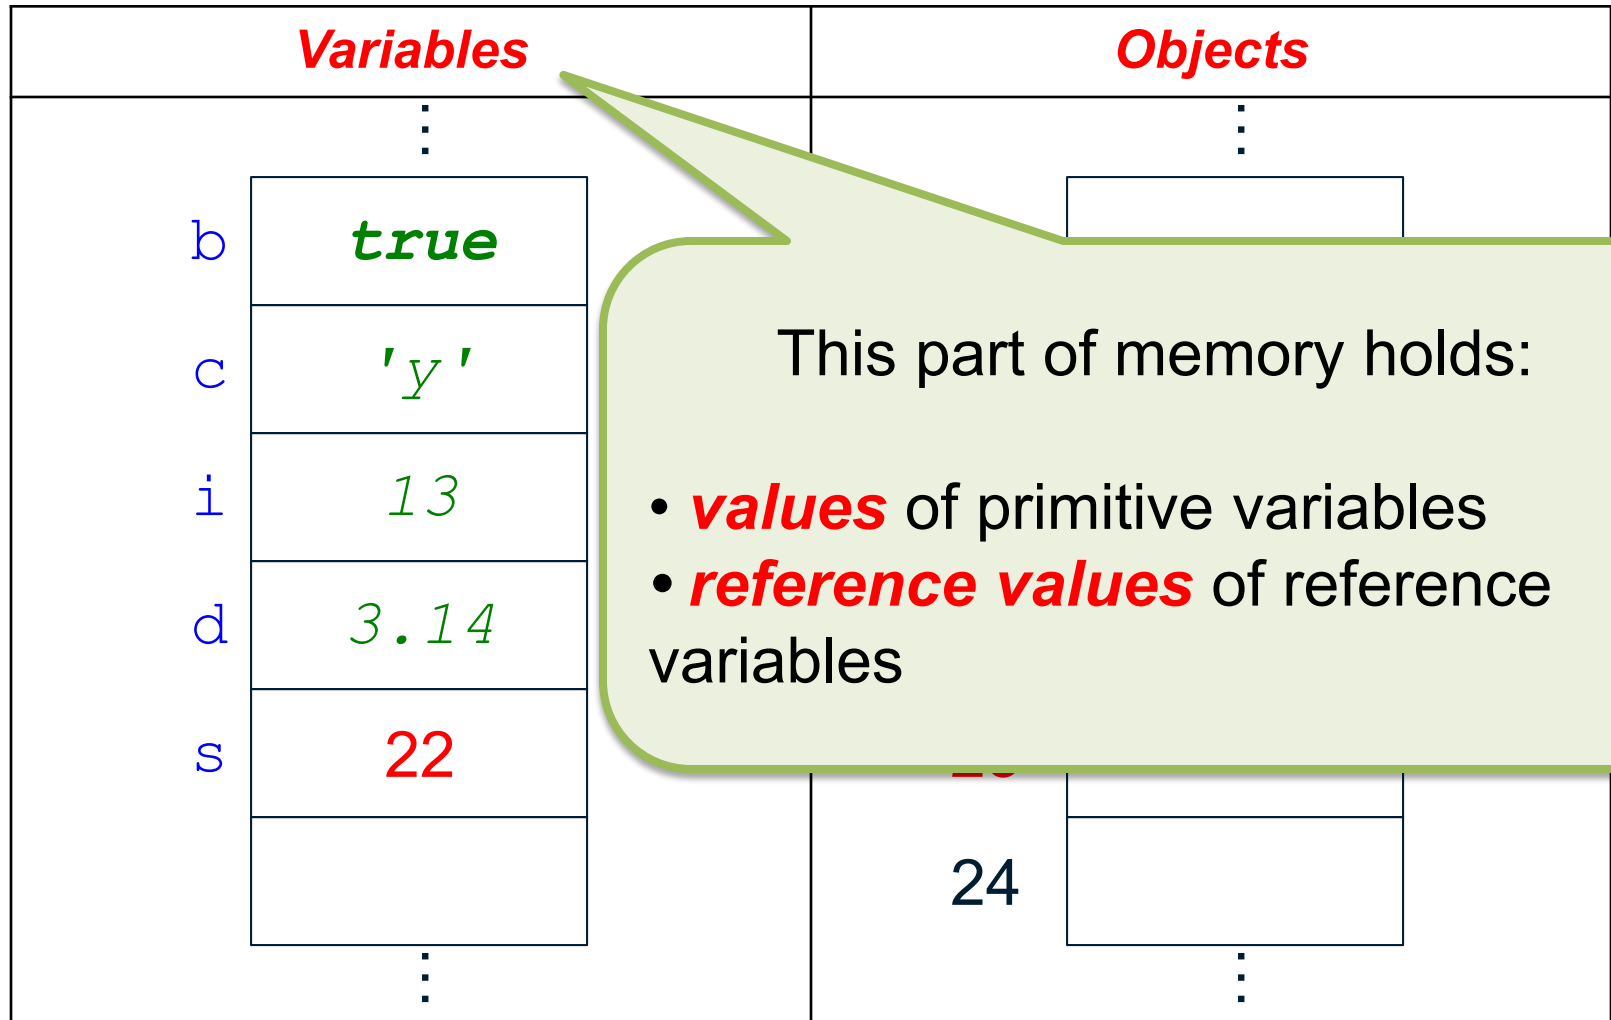 Variables
Objects
b
true
c
'y'
i
13
d
3.14
s
22
This part of memory holds:
• values of primitive variables
• reference values of reference
variables
24